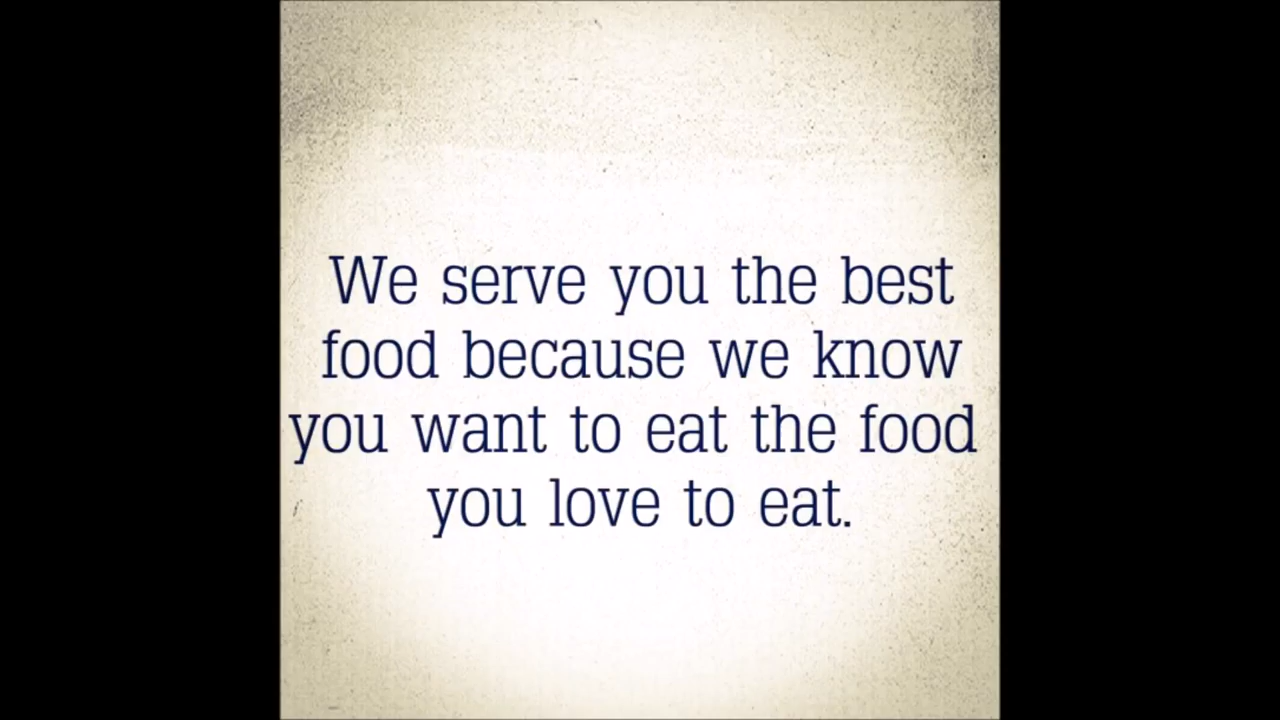 We serve you the best
food because we know
you want to eat the food
you love to eat.